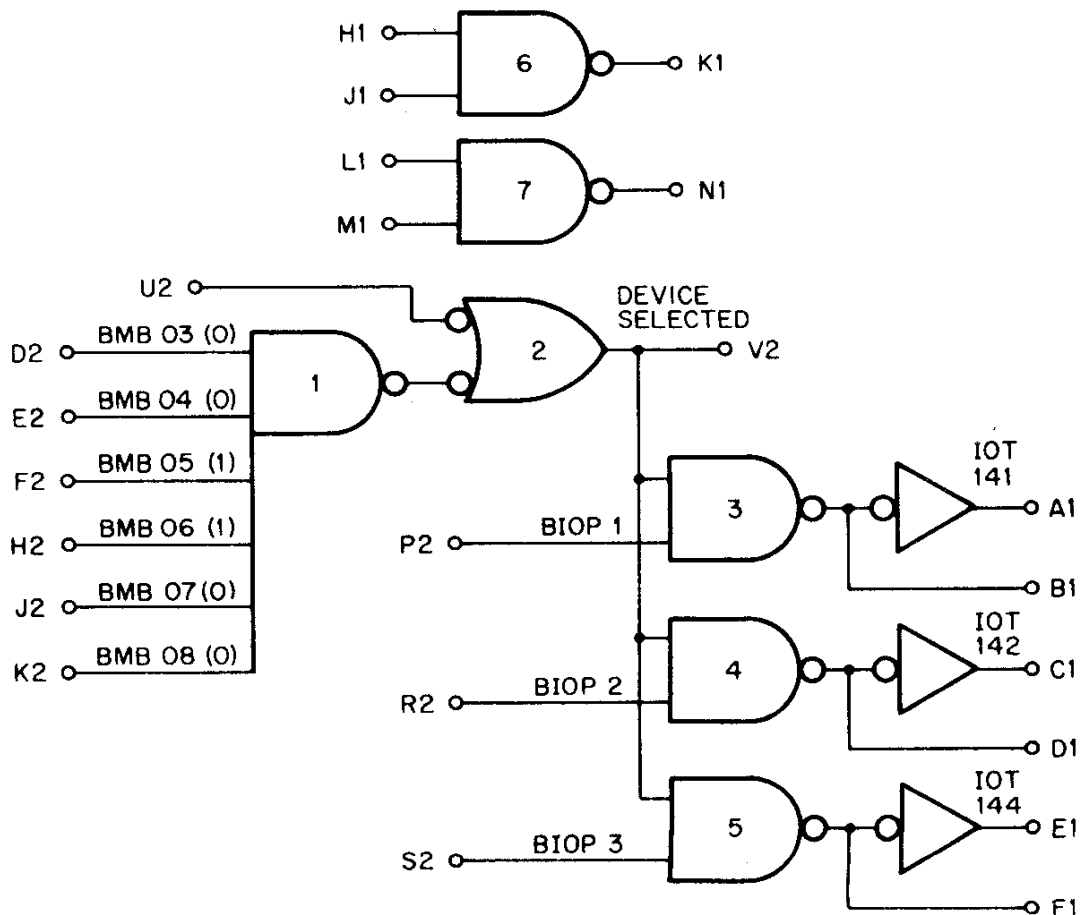 H1
6
K1
J1
L1
7
N1
M1
U2
DEVICE
SELECTED
2
V2
D2
BMB 03 (0)
1
E2
BMB 04 (0)
F2
BMB 05 (1)
H2
BMB 06 (1)
J2
BMB 07 (0)
K2
BMB 08 (0)
IOT
141
3
A1
P2
BIOP 1
B1
IOT
142
4
C1
R2
BIOP 2
D1
IOT
144
5
E1
S2
BIOP 3
F1